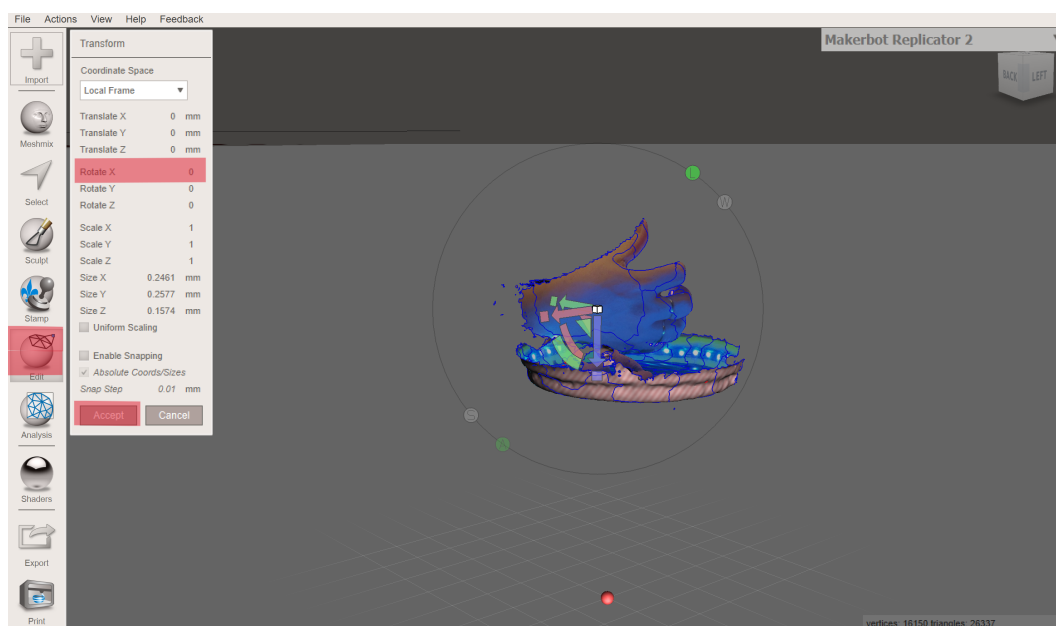 File Actions View Help Feedback
Import
Meshmix
Select
Sculpt
Stamp
Edit
Analysis
Shaders
Export
Print
Transform
Coordinate Space
Local Frame
Translate X 0 mm
Translate Y 0 mm
Translate Z 0 mm
Rotate X 0
Rotate Y 0
Rotate Z 0
Scale X 1
Scale Y 1
Scale Z 1
Size X 0.2461 mm
Size Y 0.2577 mm
Size Z 0.1574 mm
Uniform Scaling
Enable Snapping
Absolute Coords/Sizes
Snap Step 0.01 mm
Accept Cancel
Makerbot Replicator 2
BACK LEFT
L
W
S
A
vertices: 16150 triangles: 26337